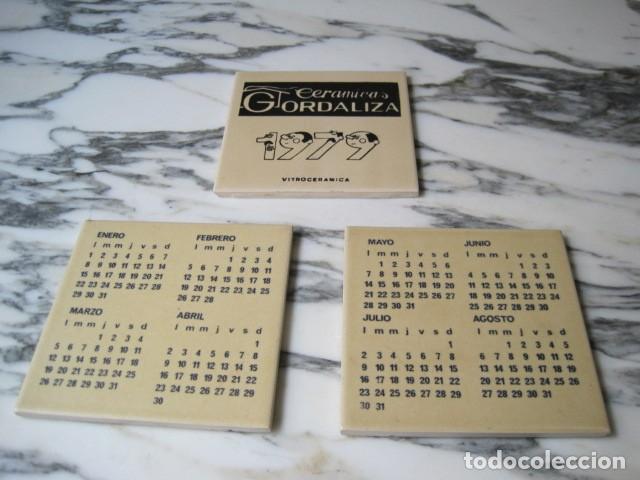 Ceramicas
GORDALIZA
1979
VITROCERAMICA
ENERO
l m m j v s d
1 2 3 4 5 6 7
8 9 10 11 12 13 14
15 16 17 18 19 20 21
22 23 24 25 26 27 28
29 30 31
FEBRERO
l m m j v s d
1 2 3 4
5 6 7 8 9 10 11
12 13 14 15 16 17 18
19 20 21 22 23 24 25
26 27 28
MARZO
l m m j v s d
1 2 3 4
5 6 7 8 9 10 11
12 13 14 15 16 17 18
19 20 21 22 23 24 25
26 27 28 29 30 31
ABRIL
l m m j v s d
1
2 3 4 5 6 7 8
9 10 11 12 13 14 15
16 17 18 19 20 21 22
23 24 25 26 27 28 29
30
MAYO
l m m j v s d
1 2 3 4 5 6
7 8 9 10 11 12 13
14 15 16 17 18 19 20
21 22 23 24 25 26 27
28 29 30 31
JUNIO
l m m j v s d
1 2 3
4 5 6 7 8 9 10
11 12 13 14 15 16 17
18 19 20 21 22 23 24
25 26 27 28 29 30
JULIO
l m m j v s d
1
2 3 4 5 6 7 8
9 10 11 12 13 14 15
16 17 18 19 20 21 22
23 24 25 26 27 28 29
30 31
AGOSTO
l m m j v s d
1 2 3 4 5
6 7 8 9 10 11 12
13 14 15 16 17 18 19
20 21 22 23 24 25 26
27 28 29 30 31
todocoleccion.net